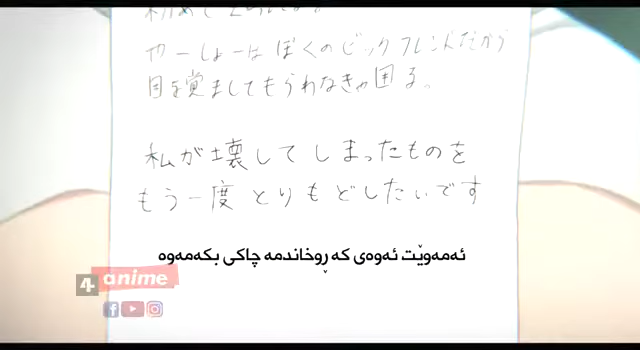 やーしょーはぼくのビックフレンドだから
目を覚ましてもらわなきゃ困る。
私が壊してしまったものを
もう一度とりもどしたいです
ئەمەوێت ئەوەی کە ڕوخاندمە چاکی بکەمەوە
4 anime